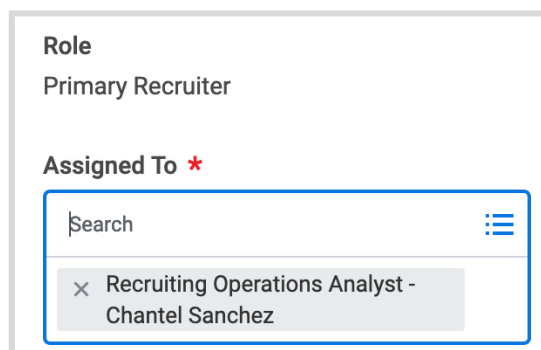 Role
Primary Recruiter
Assigned To *
Search
× Recruiting Operations Analyst -
Chantel Sanchez